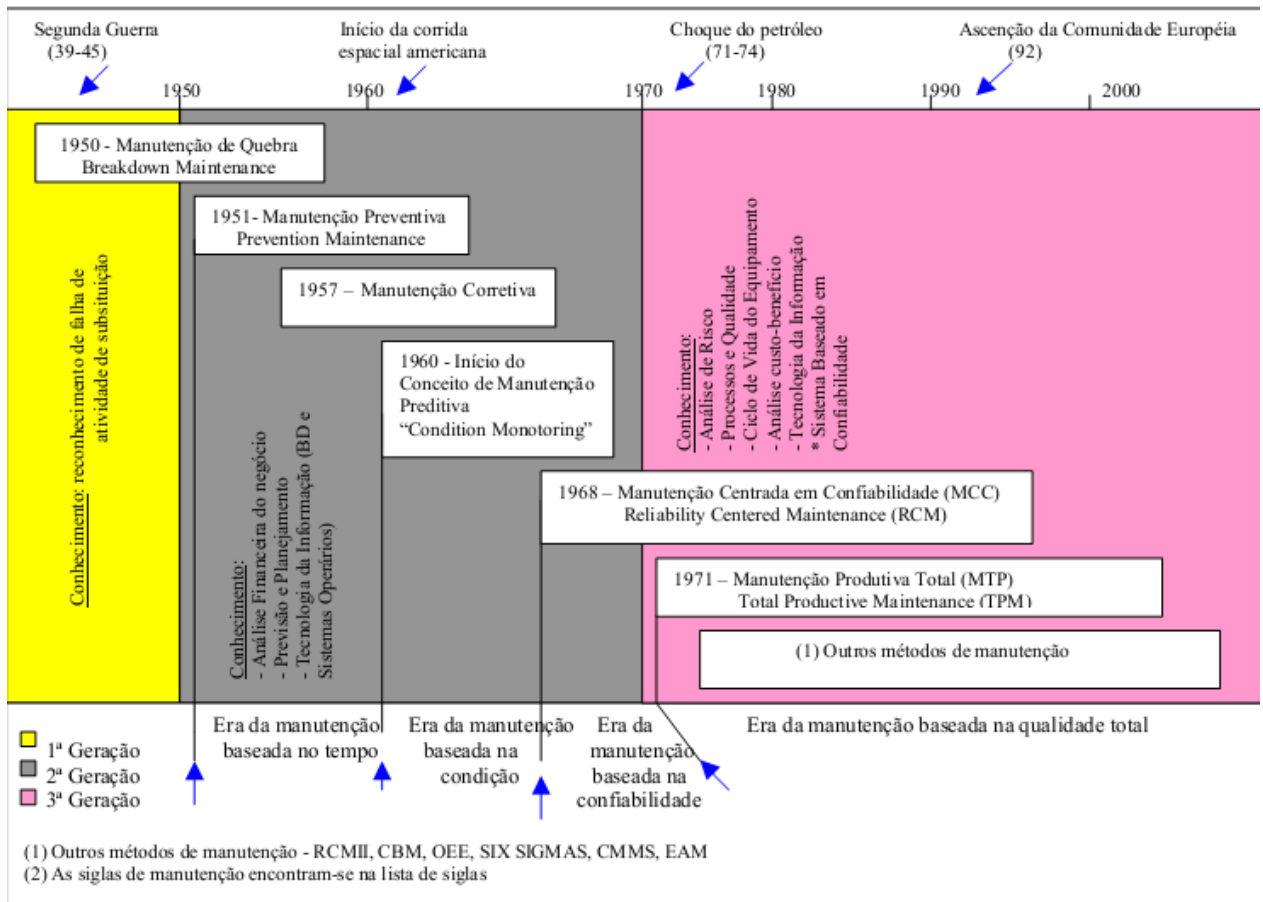 Segunda Guerra
(39-45)
Início da corrida
espacial americana
Choque do petróleo
(71-74)
Ascenção da Comunidade Européia
(92)
1950
1960
1970
1980
1990
2000
1950 - Manutenção de Quebra
Breakdown Maintenance
1951- Manutenção Preventiva
Prevention Maintenance
1957 – Manutenção Corretiva
1960 - Início do
Conceito de Manutenção
Preditiva
“Condition Monotoring”
1968 – Manutenção Centrada em Confiabilidade (MCC)
Reliability Centered Maintenance (RCM)
1971 – Manutenção Produtiva Total (MTP)
Total Productive Maintenance (TPM)
(1) Outros métodos de manutenção
Conhecimento: reconhecimento de falha de
atividade de subsituição
Conhecimento:
- Análise Financeira do negócio
- Previsão e Planejamento
- Tecnologia da Informação (BD e
Sistemas Operários)
Conhecimento:
- Análise de Risco
- Processos e Qualidade
- Ciclo de Vida do Equipamento
- Análise custo-benefício
- Tecnologia da Informação
* Sistema Baseado em
Confiabilidade
Era da manutenção
baseada no tempo
Era da manutenção
baseada na
condição
Era da
manutenção
baseada na
confiabilidade
Era da manutenção baseada na qualidade total
1ª Geração
2ª Geração
3ª Geração
(1) Outros métodos de manutenção - RCMII, CBM, OEE, SIX SIGMAS, CMMS, EAM
(2) As siglas de manutenção encontram-se na lista de siglas